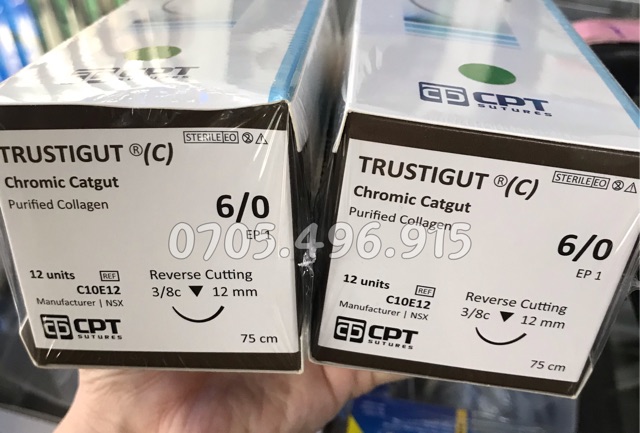 CPT
CPT
SUTURES
TRUSTIGUT ®(C)
STERILE EO
Chromic Catgut
Purified Collagen
6/0
EP 1
12 units
REF
C10E12
Manufacturer | NSX
Reverse Cutting
3/8c ▼ 12 mm
CPT
SUTURES
75 cm
TRUSTIGUT ®(C)
STERILE EO
Chromic Catgut
Purified Collagen
6/0
EP 1
12 units
REF
C10E12
Manufacturer | NSX
Reverse Cutting
3/8c ▼ 12 mm
CPT
SUTURES
75 cm
0705.496.915